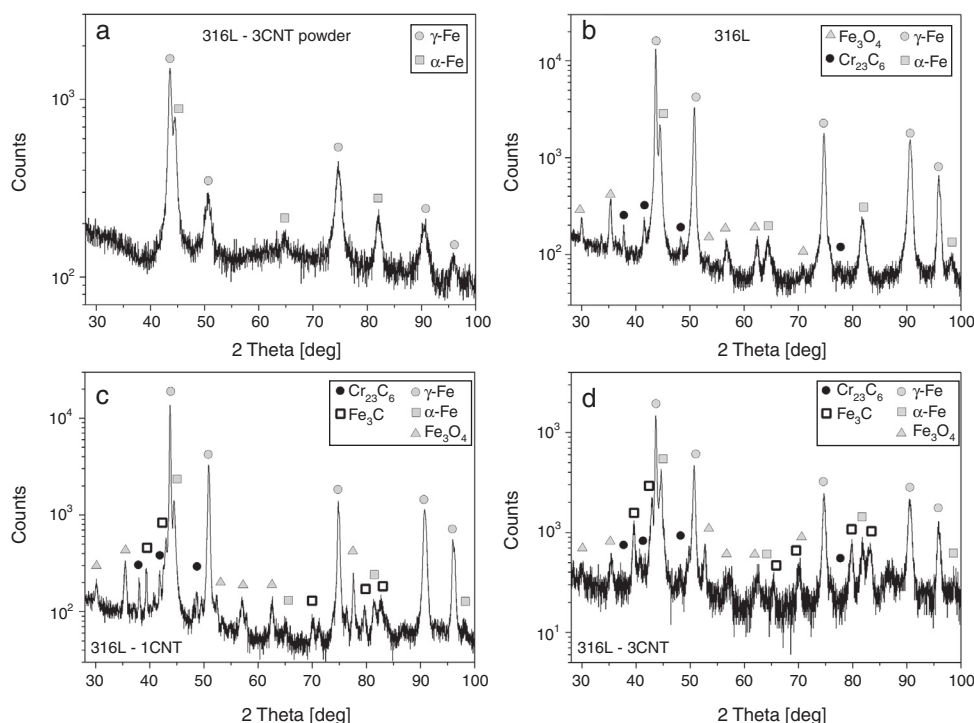 a
316L - 3CNT powder
γ-Fe
α-Fe
10³
10²
Counts
30 40 50 60 70 80 90 100
2 Theta [deg]
b
316L
Fe₃O₄ γ-Fe
Cr₂₃C₆ α-Fe
10⁴
10³
10²
Counts
30 40 50 60 70 80 90 100
2 Theta [deg]
c
Cr₂₃C₆ γ-Fe
Fe₃C α-Fe
Fe₃O₄
10⁴
10³
10²
Counts
316L - 1CNT
30 40 50 60 70 80 90 100
2 Theta [deg]
d
Cr₂₃C₆ γ-Fe
Fe₃C α-Fe
Fe₃O₄
10³
10²
10¹
Counts
316L - 3CNT
30 40 50 60 70 80 90 100
2 Theta [deg]